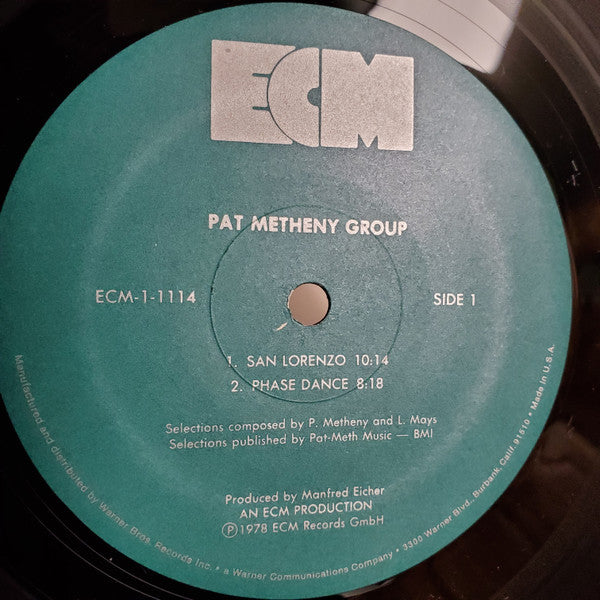 ECM
PAT METHENY GROUP
ECM-1-1114
SIDE 1
1. SAN LORENZO 10:14
2. PHASE DANCE 8:18
Selections composed by P. Metheny and L. Mays
Selections published by Pat-Meth Music — BMI
Produced by Manfred Eicher
AN ECM PRODUCTION
Ⓟ1978 ECM Records GmbH
Manufactured and distributed by Warner Bros. Records Inc. • a Warner Communications Company • 3300 Warner Blvd., Burbank, Calif. 91510 • Made in U.S.A.